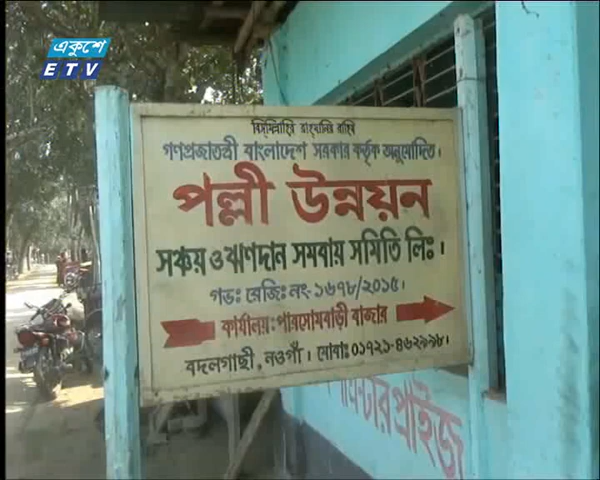 একুশে
ETV
বিসমিল্লাহির রাহমানির রাহিম
গণপ্রজাতন্ত্রী বাংলাদেশ সরকার কর্তৃক অনুমোদিত।
পল্লী উন্নয়ন
সঞ্চয় ও ঋণদান সমবায় সমিতি লিঃ।
গভঃ রেজিঃ নং-১৬৭৮/২০১৫।
কার্যালয়: পারসোমবাড়ী বাজার
বদলগাছী, নওগাঁ। মোবাঃ ০১৭২১-৪৬২৯৯৮।